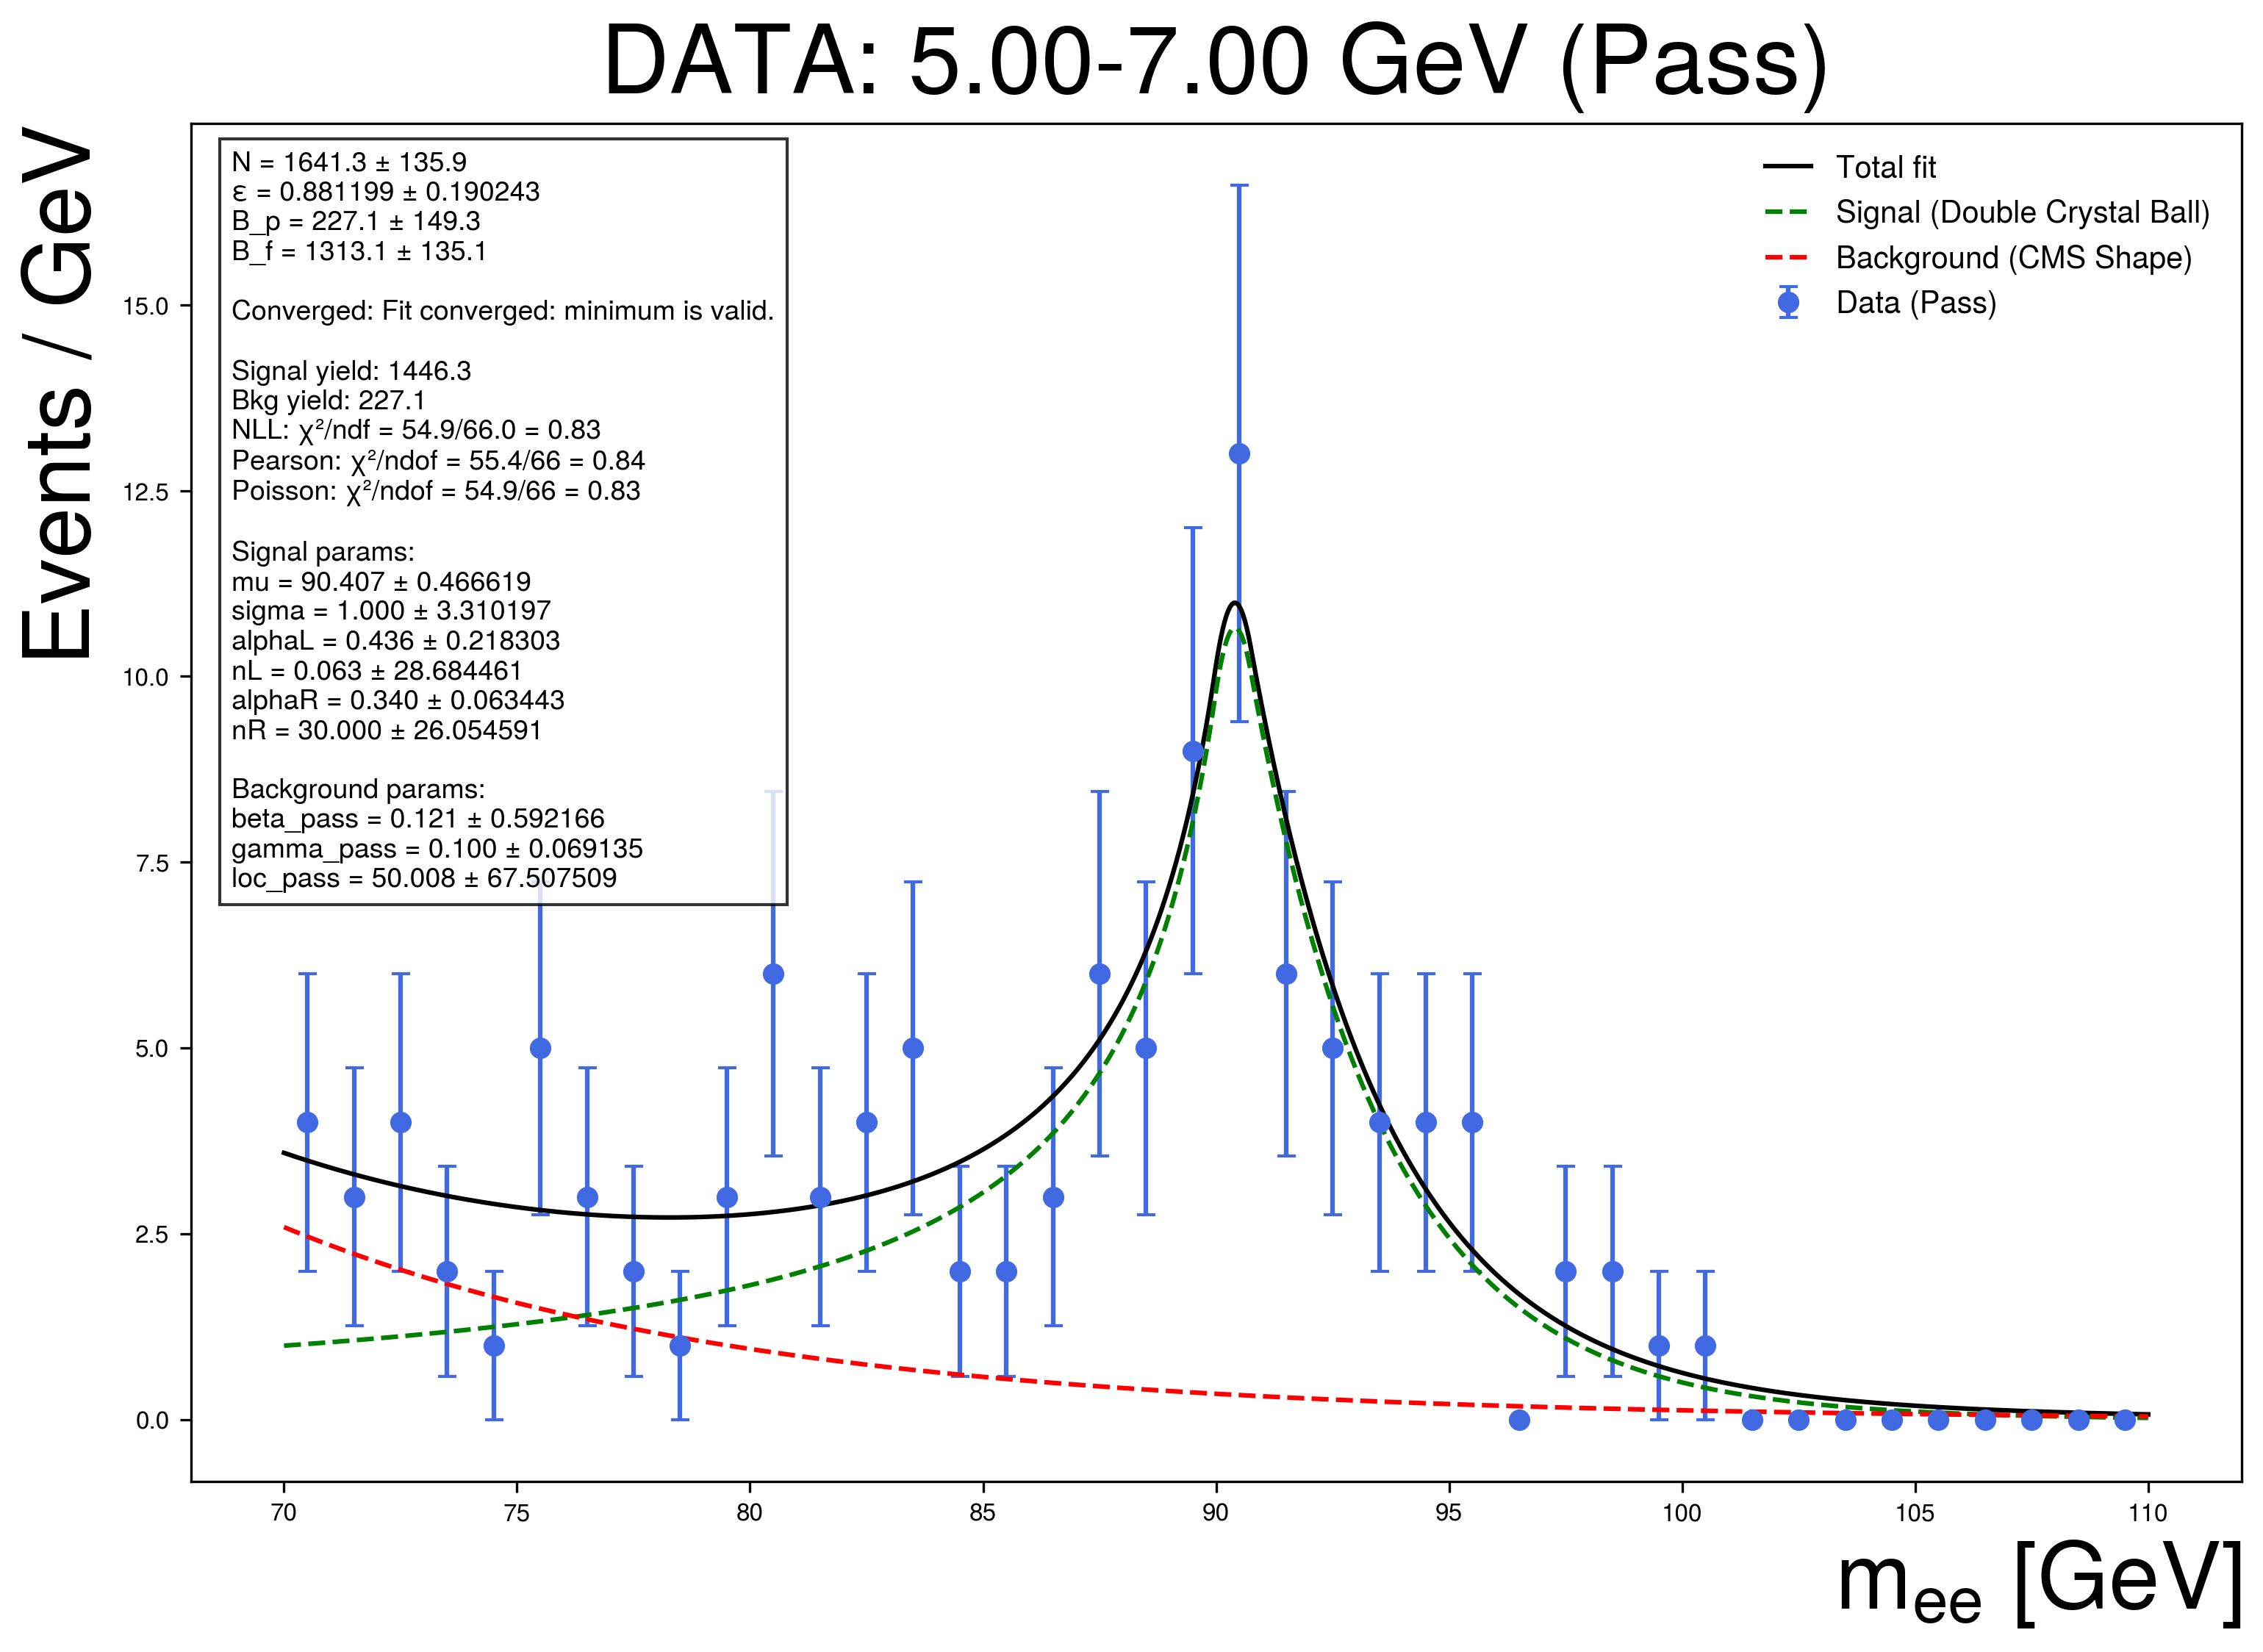 DATA: 5.00-7.00 GeV (Pass)
Events / GeV
N = 1641.3 ± 135.9
ε = 0.881199 ± 0.190243
B_p = 227.1 ± 149.3
B_f = 1313.1 ± 135.1
Converged: Fit converged: minimum is valid.
Signal yield: 1446.3
Bkg yield: 227.1
NLL: χ²/ndf = 54.9/66.0 = 0.83
Pearson: χ²/ndof = 55.4/66 = 0.84
Poisson: χ²/ndof = 54.9/66 = 0.83
Signal params:
mu = 90.407 ± 0.466619
sigma = 1.000 ± 3.310197
alphaL = 0.436 ± 0.218303
nL = 0.063 ± 28.684461
alphaR = 0.340 ± 0.063443
nR = 30.000 ± 26.054591
Background params:
beta_pass = 0.121 ± 0.592166
gamma_pass = 0.100 ± 0.069135
loc_pass = 50.008 ± 67.507509
Total fit
Signal (Double Crystal Ball)
Background (CMS Shape)
Data (Pass)
15.0
12.5
10.0
7.5
5.0
2.5
0.0
70 75 80 85 90 95 100 105 110
m_ee [GeV]